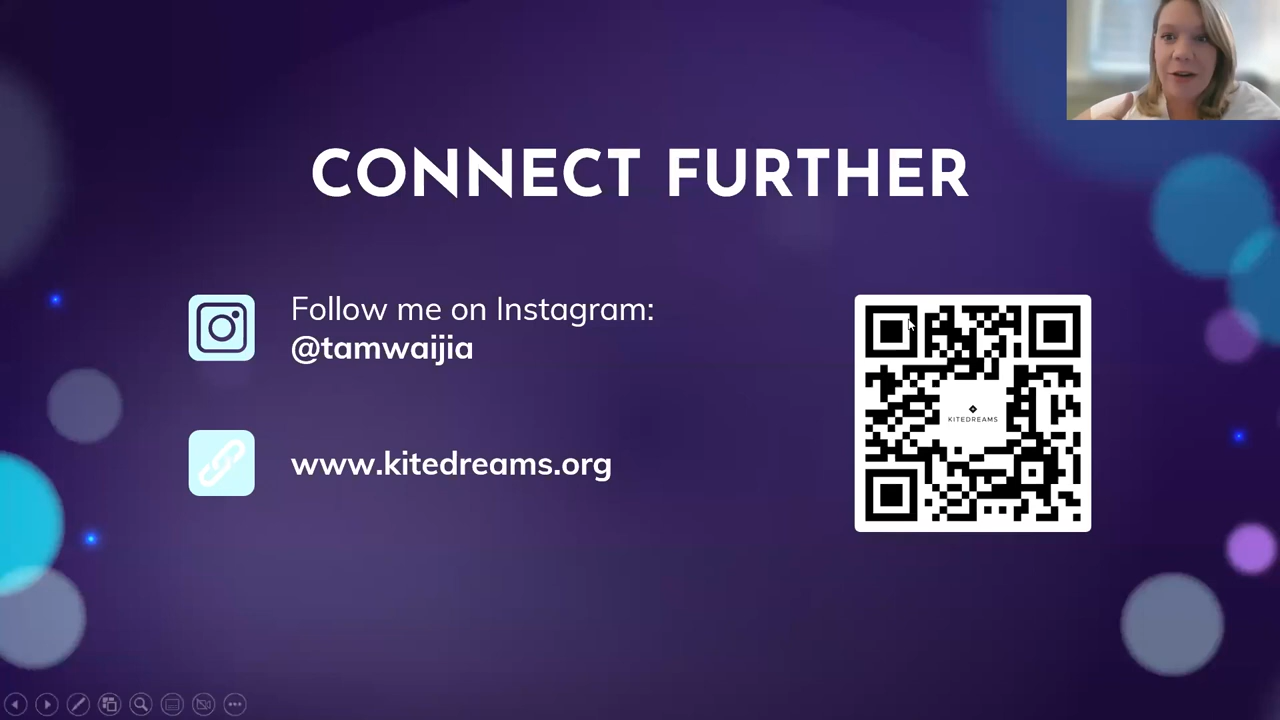 CONNECT FURTHER
Follow me on Instagram:
@tamwaijia
www.kitedreams.org
KITEDREAMS